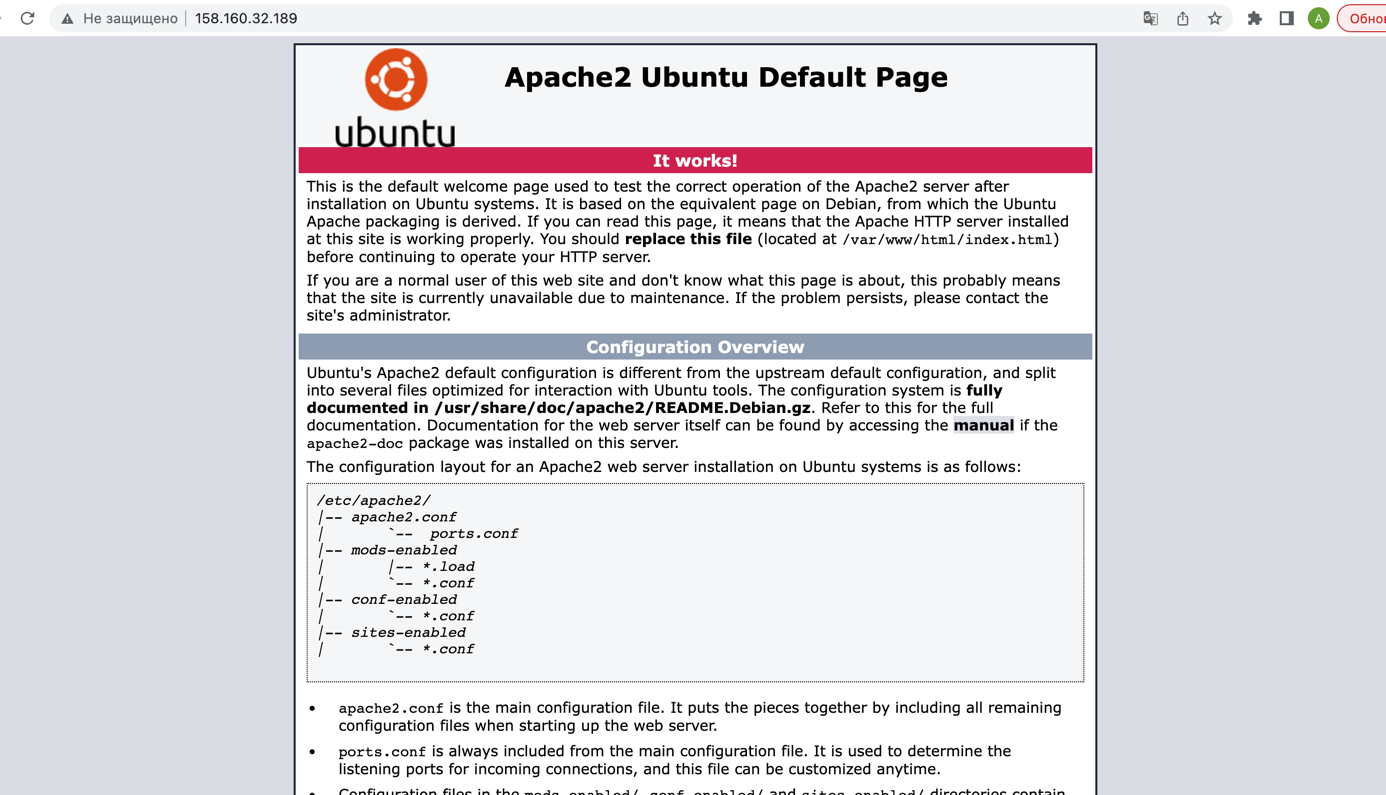 Не защищено 158.160.32.189
A
Обнов
ubuntu
Apache2 Ubuntu Default Page
It works!
This is the default welcome page used to test the correct operation of the Apache2 server after
installation on Ubuntu systems. It is based on the equivalent page on Debian, from which the Ubuntu
Apache packaging is derived. If you can read this page, it means that the Apache HTTP server installed
at this site is working properly. You should replace this file (located at /var/www/html/index.html)
before continuing to operate your HTTP server.
If you are a normal user of this web site and don't know what this page is about, this probably means
that the site is currently unavailable due to maintenance. If the problem persists, please contact the
site's administrator.
Configuration Overview
Ubuntu's Apache2 default configuration is different from the upstream default configuration, and split
into several files optimized for interaction with Ubuntu tools. The configuration system is fully
documented in /usr/share/doc/apache2/README.Debian.gz. Refer to this for the full
documentation. Documentation for the web server itself can be found by accessing the manual if the
apache2-doc package was installed on this server.
The configuration layout for an Apache2 web server installation on Ubuntu systems is as follows:
/etc/apache2/
|-- apache2.conf
|       `--  ports.conf
|-- mods-enabled
|       |-- *.load
|       `-- *.conf
|-- conf-enabled
|       `-- *.conf
|-- sites-enabled
|       `-- *.conf
• apache2.conf is the main configuration file. It puts the pieces together by including all remaining
configuration files when starting up the web server.
• ports.conf is always included from the main configuration file. It is used to determine the
listening ports for incoming connections, and this file can be customized anytime.
• Configuration files in the mods-enabled/, conf-enabled/ and sites-enabled/ directories contain